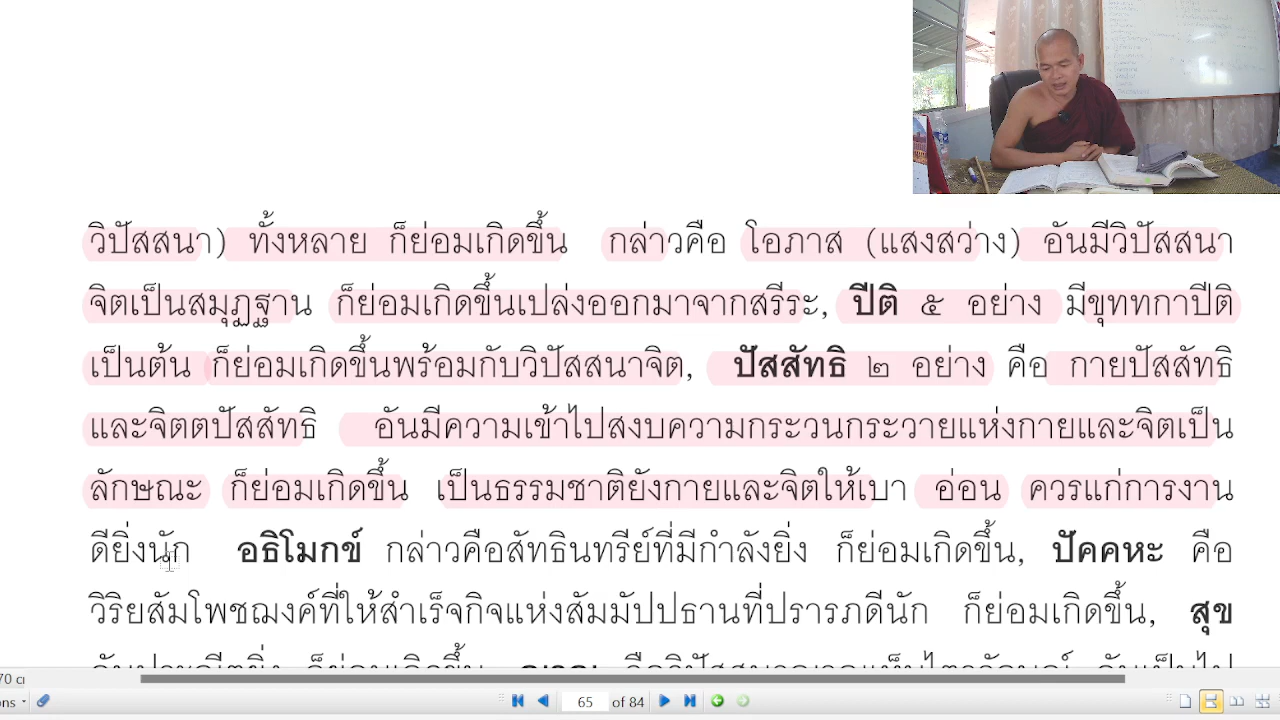 วิปัสสนา) ทั้งหลาย ก็ย่อมเกิดขึ้น กล่าวคือ โอภาส (แสงสว่าง) อันมีวิปัสสนา
จิตเป็นสมุฏฐาน ก็ย่อมเกิดขึ้นเปล่งออกมาจากสรีระ, ปีติ ๕ อย่าง มีขุททกาปีติ
เป็นต้น ก็ย่อมเกิดขึ้นพร้อมกับวิปัสสนาจิต, ปัสสัทธิ ๒ อย่าง คือ กายปัสสัทธิ
และจิตตปัสสัทธิ อันมีความเข้าไปสงบความกระวนกระวายแห่งกายและจิตเป็น
ลักษณะ ก็ย่อมเกิดขึ้น เป็นธรรมชาติยังกายและจิตให้เบา อ่อน ควรแก่การงาน
ดียิ่งนัก อธิโมกข์ กล่าวคือสัทธินทรีย์ที่มีกำลังยิ่ง ก็ย่อมเกิดขึ้น, ปัคคหะ คือ
วิริยสัมโพชฌงค์ที่ให้สำเร็จกิจแห่งสัมมัปปธานที่ปรารภดีนัก ก็ย่อมเกิดขึ้น, สุข
65 of 84